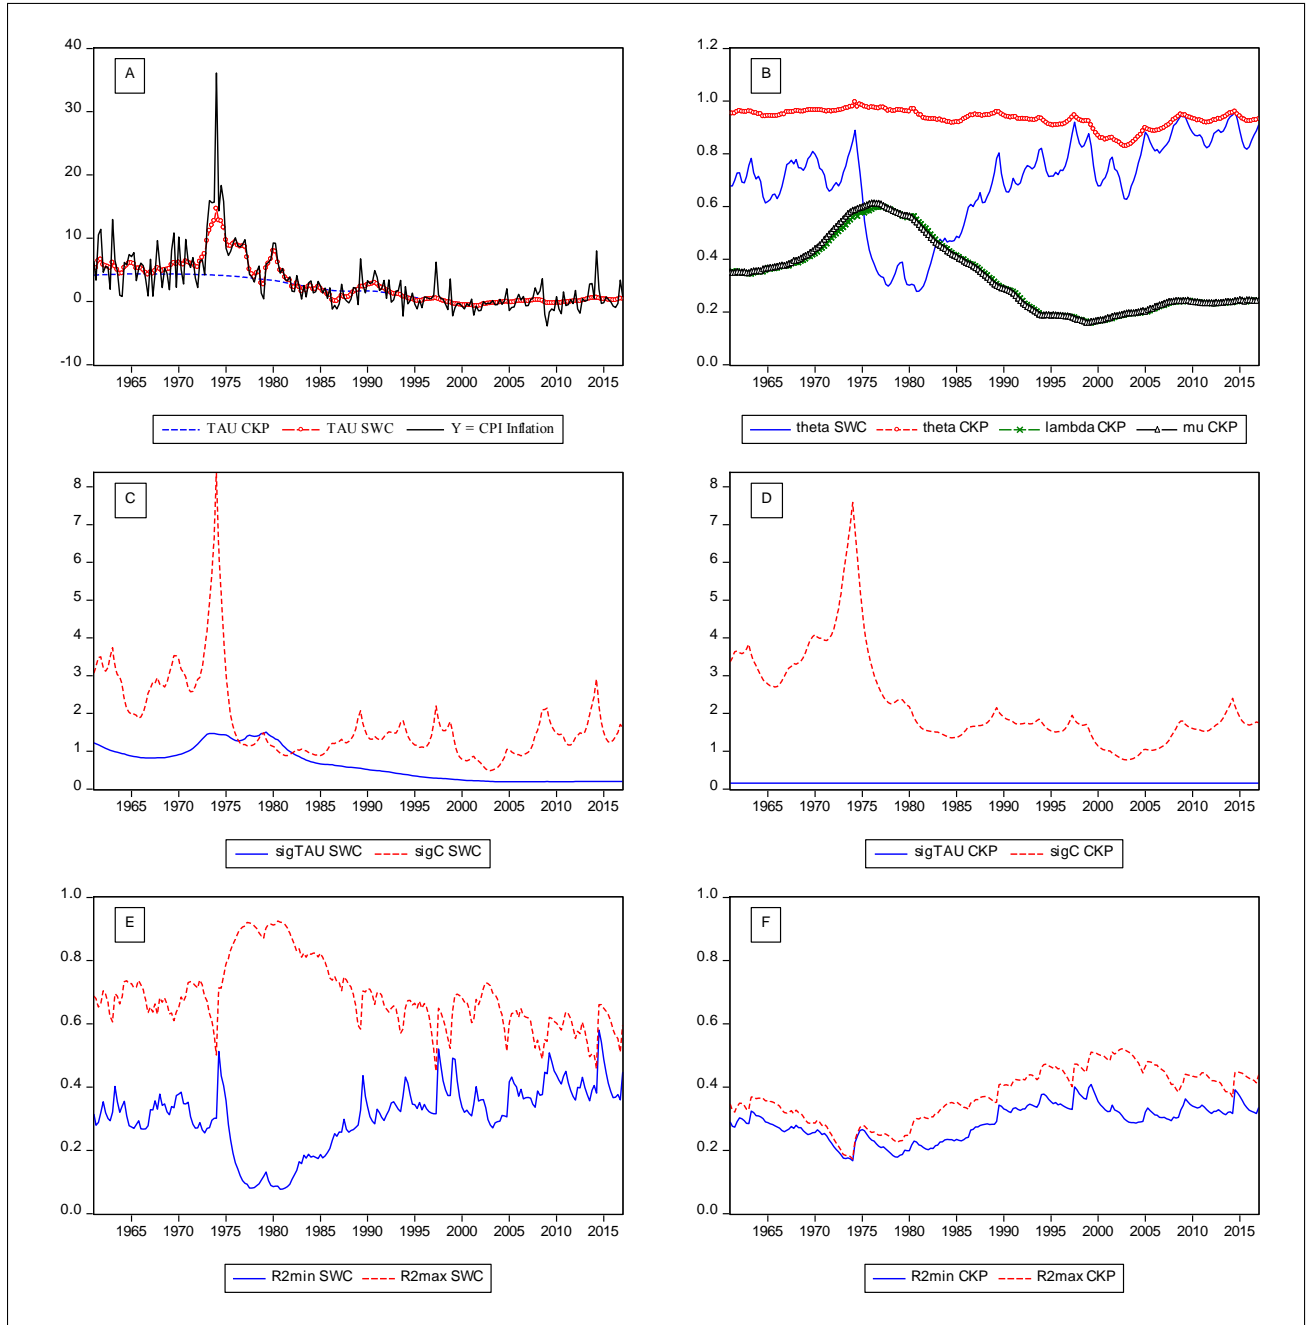 A
40
30
20
10
0
-10
1965 1970 1975 1980 1985 1990 1995 2000 2005 2010 2015
TAU CKP TAU SWC Y = CPI Inflation
B
1.2
1.0
0.8
0.6
0.4
0.2
0.0
1965 1970 1975 1980 1985 1990 1995 2000 2005 2010 2015
theta SWC theta CKP lambda CKP mu CKP
C
8
7
6
5
4
3
2
1
0
1965 1970 1975 1980 1985 1990 1995 2000 2005 2010 2015
sigTAU SWC sigC SWC
D
8
7
6
5
4
3
2
1
0
1965 1970 1975 1980 1985 1990 1995 2000 2005 2010 2015
sigTAU CKP sigC CKP
E
1.0
0.8
0.6
0.4
0.2
0.0
1965 1970 1975 1980 1985 1990 1995 2000 2005 2010 2015
R2min SWC R2max SWC
F
1.0
0.8
0.6
0.4
0.2
0.0
1965 1970 1975 1980 1985 1990 1995 2000 2005 2010 2015
R2min CKP R2max CKP